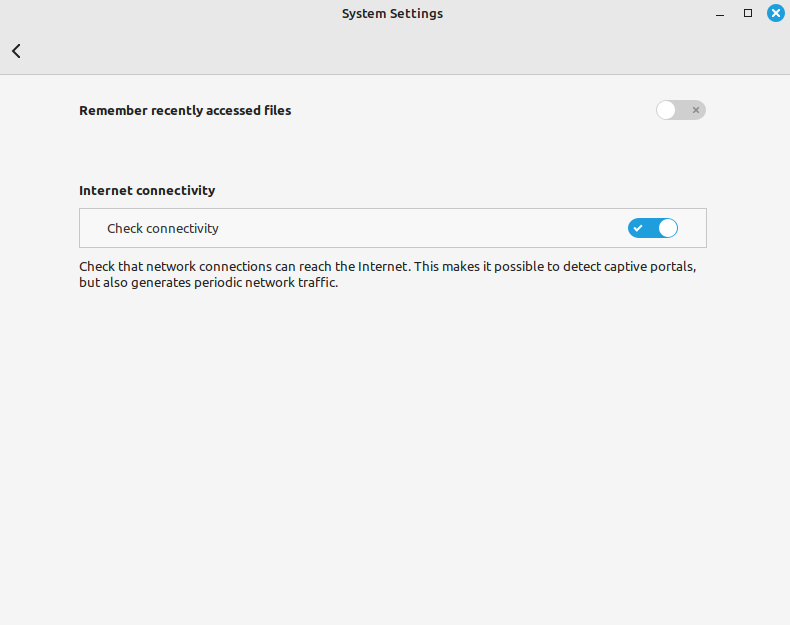 System Settings
Remember recently accessed files
Internet connectivity
Check connectivity
Check that network connections can reach the Internet. This makes it possible to detect captive portals,
but also generates periodic network traffic.